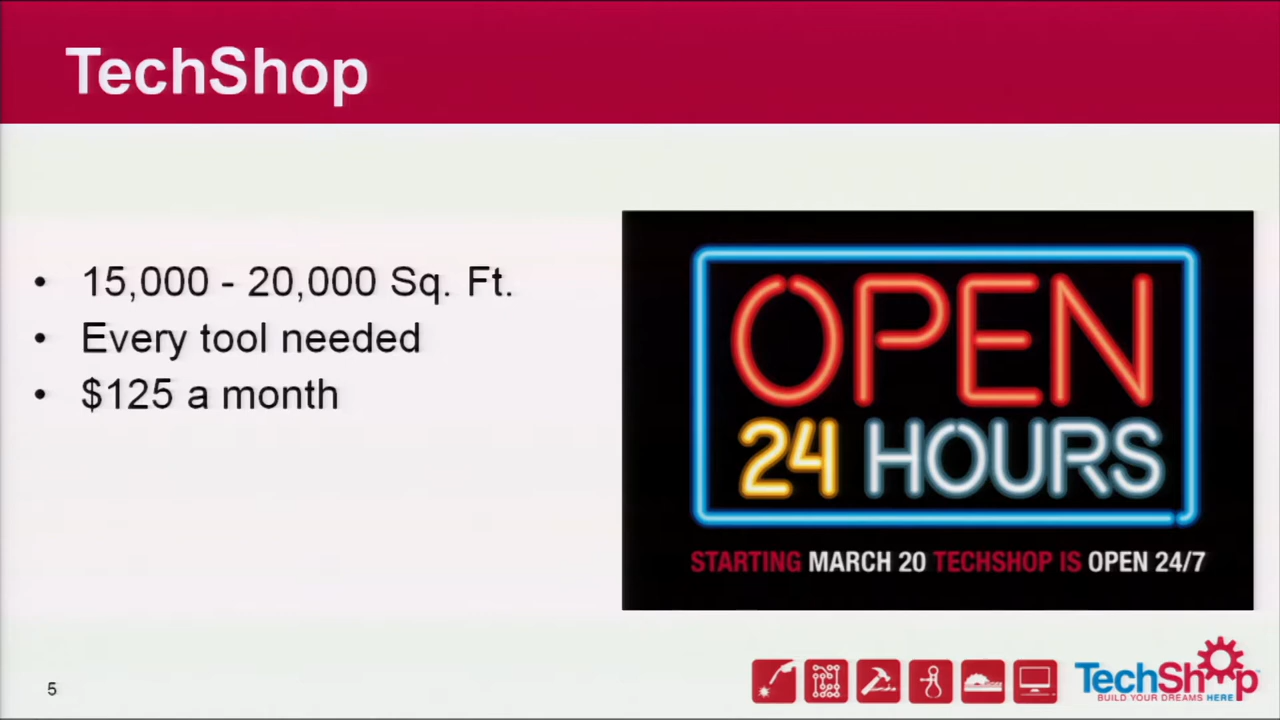 TechShop
• 15,000 - 20,000 Sq. Ft.
• Every tool needed
• $125 a month
OPEN
24 HOURS
STARTING MARCH 20 TECHSHOP IS OPEN 24/7
5
TechShop
BUILD YOUR DREAMS HERE